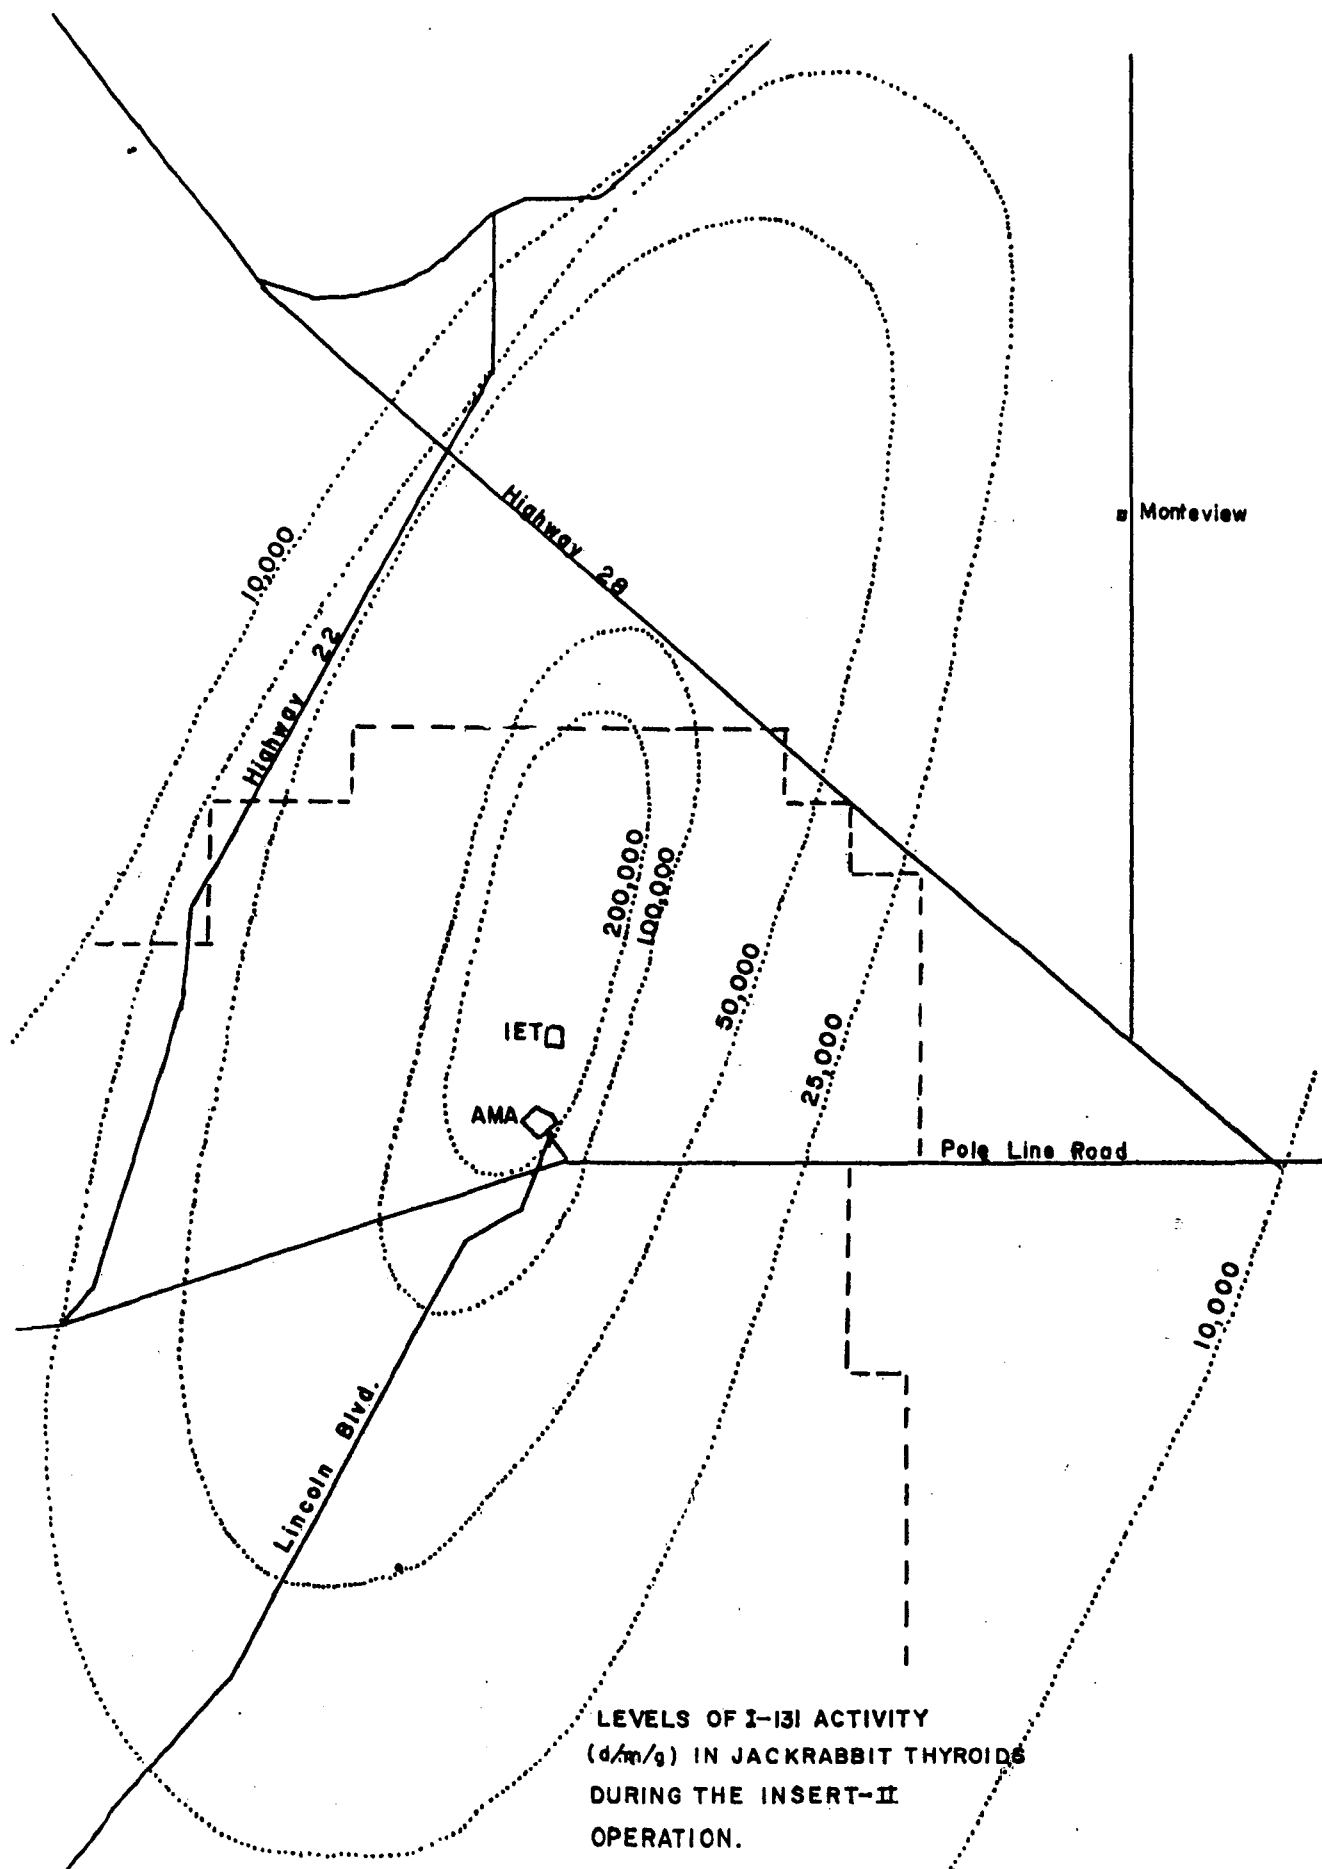 Monteview
Highway 28
10,000
Highway 22
200,000
100,000
50,000
25,000
IET
AMA
Pole Line Road
10,000
Lincoln Blvd.
LEVELS OF I-131 ACTIVITY
(d/m/g) IN JACKRABBIT THYROIDS
DURING THE INSERT-II
OPERATION.